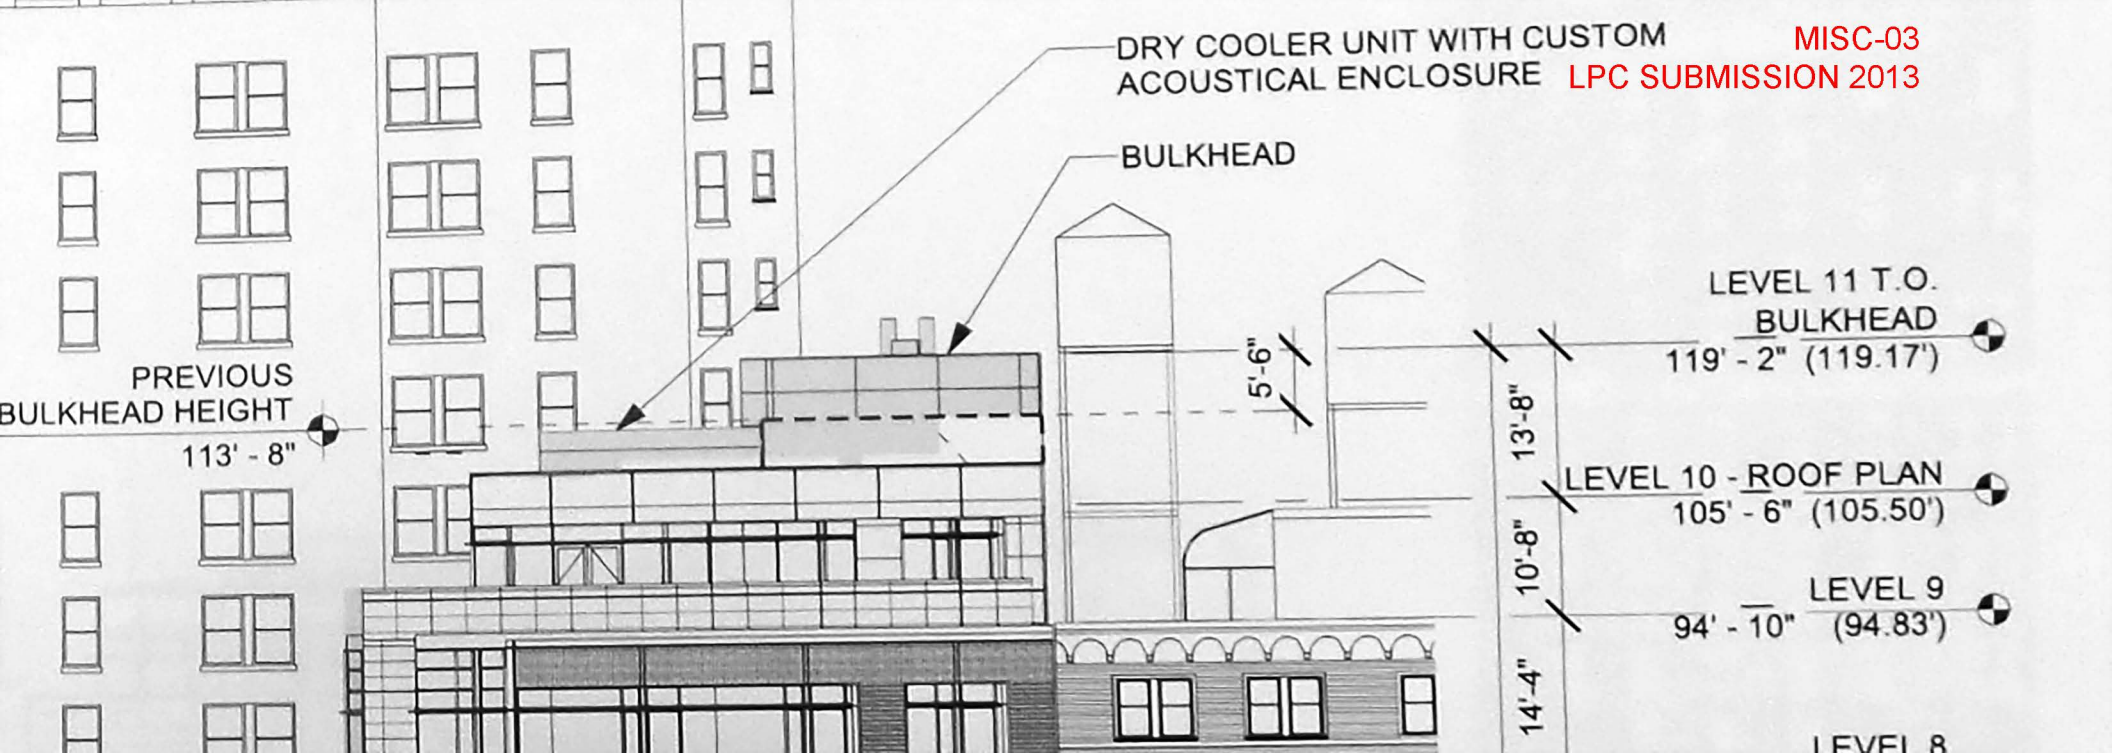 DRY COOLER UNIT WITH CUSTOM
ACOUSTICAL ENCLOSURE
MISC-03
LPC SUBMISSION 2013
BULKHEAD
PREVIOUS
BULKHEAD HEIGHT
113' - 8"
5'-6"
LEVEL 11 T.O.
BULKHEAD
119' - 2" (119.17')
13'-8"
LEVEL 10 - ROOF PLAN
105' - 6" (105.50')
10'-8"
LEVEL 9
94' - 10" (94.83')
14'-4"
LEVEL 8